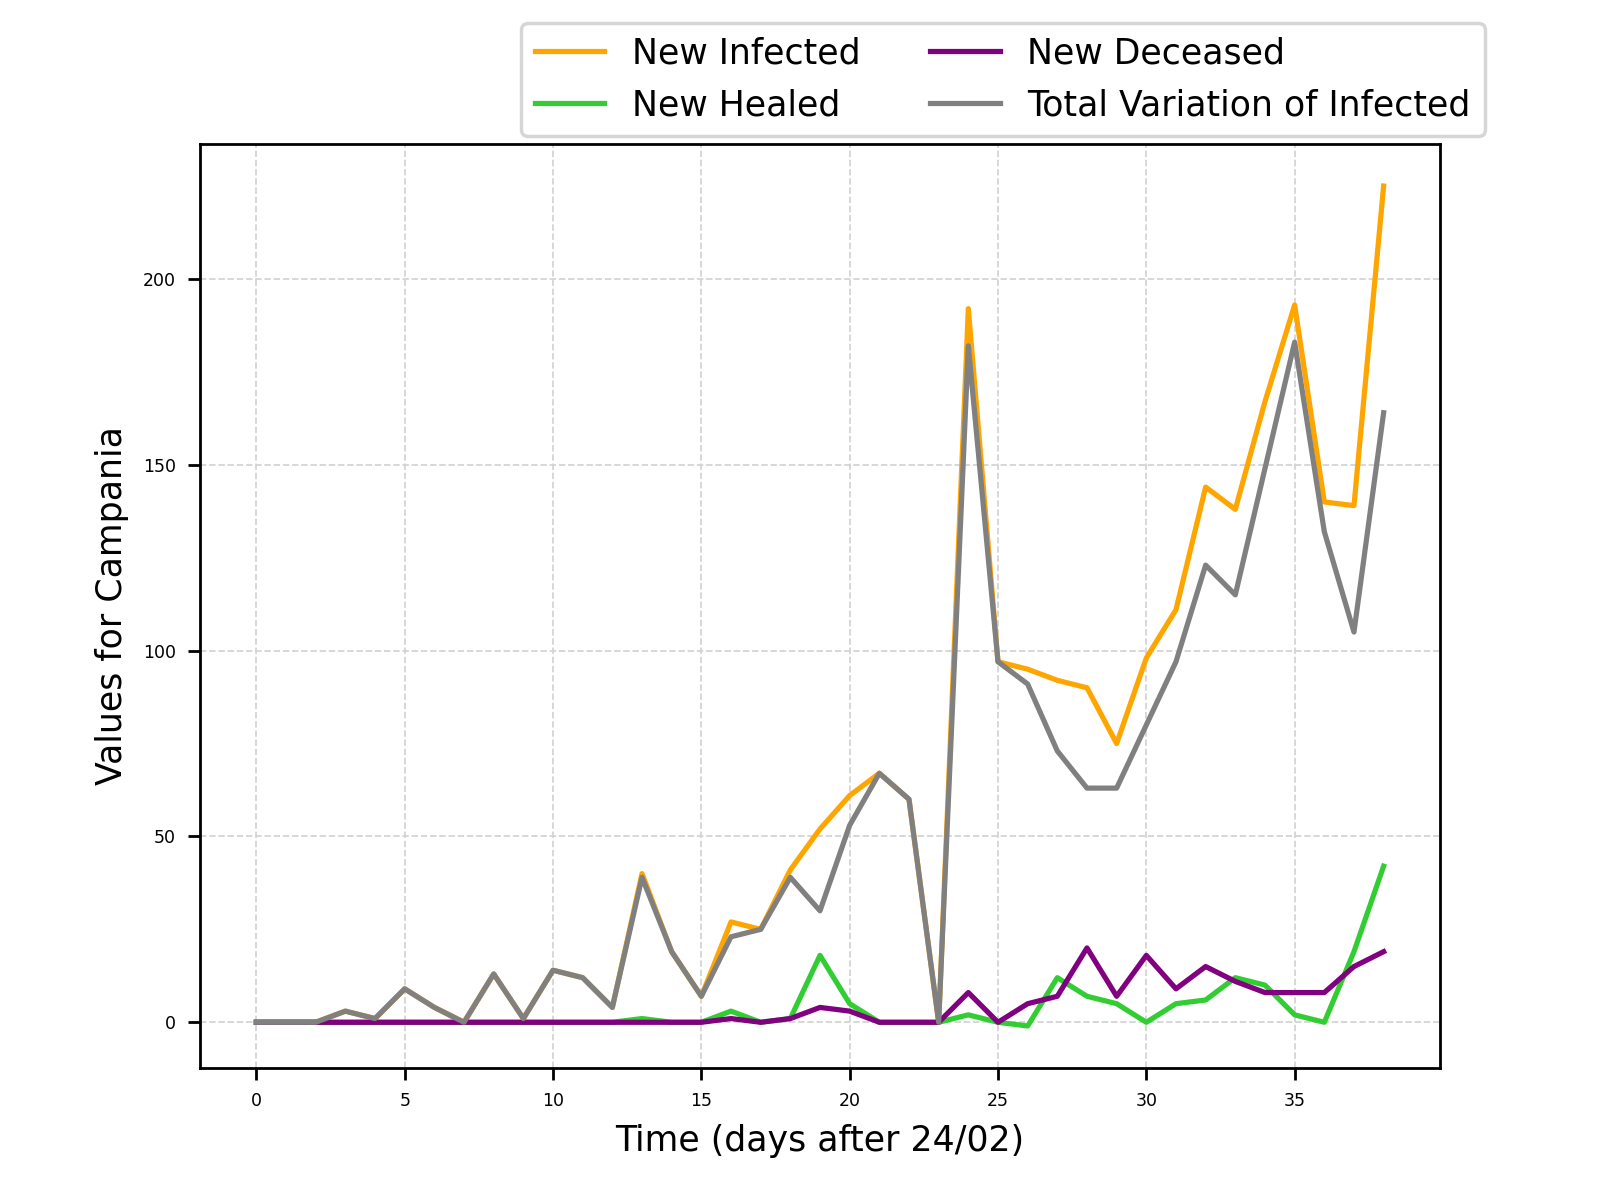 New Infected
New Healed
New Deceased
Total Variation of Infected
Values for Campania
200
150
100
50
0
0 5 10 15 20 25 30 35
Time (days after 24/02)